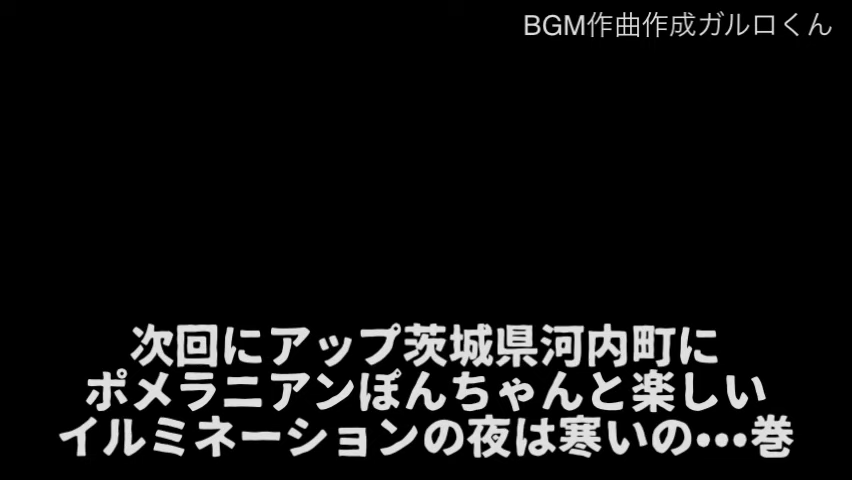 BGM作曲作成ガルロくん
次回にアップ茨城県河内町に
ポメラニアンぽんちゃんと楽しい
イルミネーションの夜は寒いの•••巻